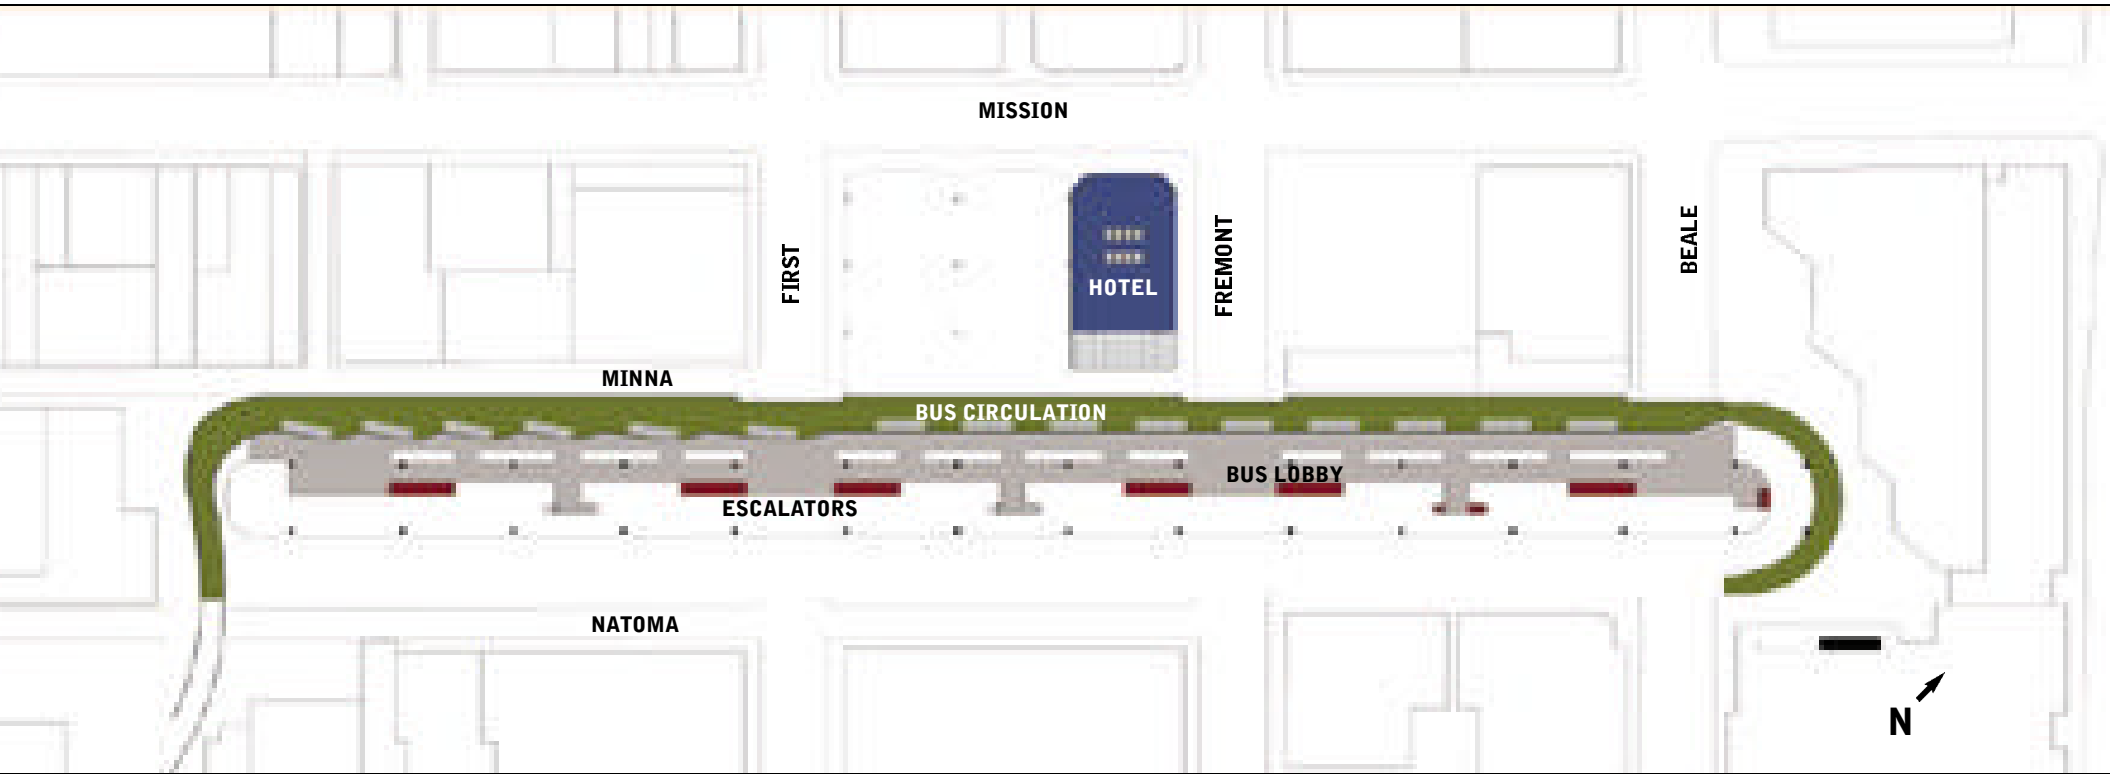 MISSION
FIRST
HOTEL
FREMONT
BEALE
MINNA
BUS CIRCULATION
BUS LOBBY
ESCALATORS
NATOMA
N